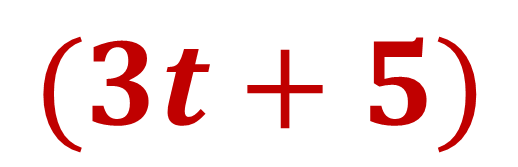 (3t + 5)